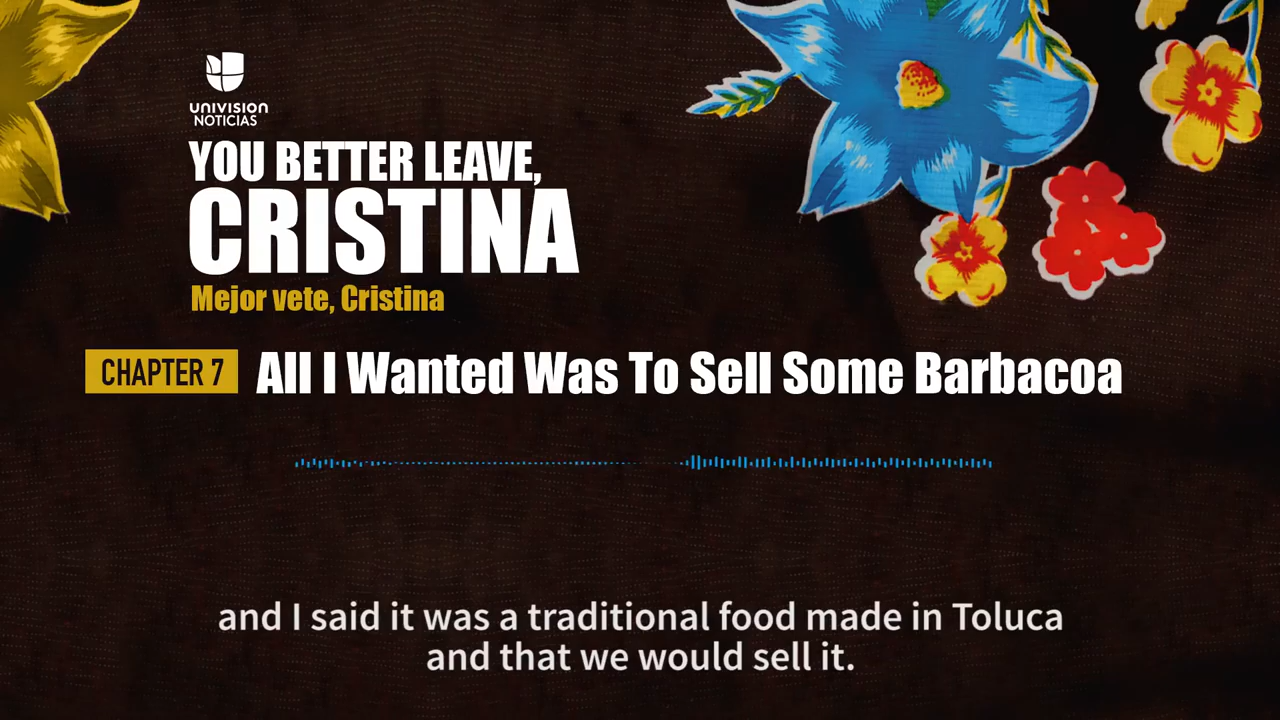 UNIVISION
NOTICIAS
YOU BETTER LEAVE,
CRISTINA
Mejor vete, Cristina
CHAPTER 7 All I Wanted Was To Sell Some Barbacoa
and I said it was a traditional food made in Toluca
and that we would sell it.